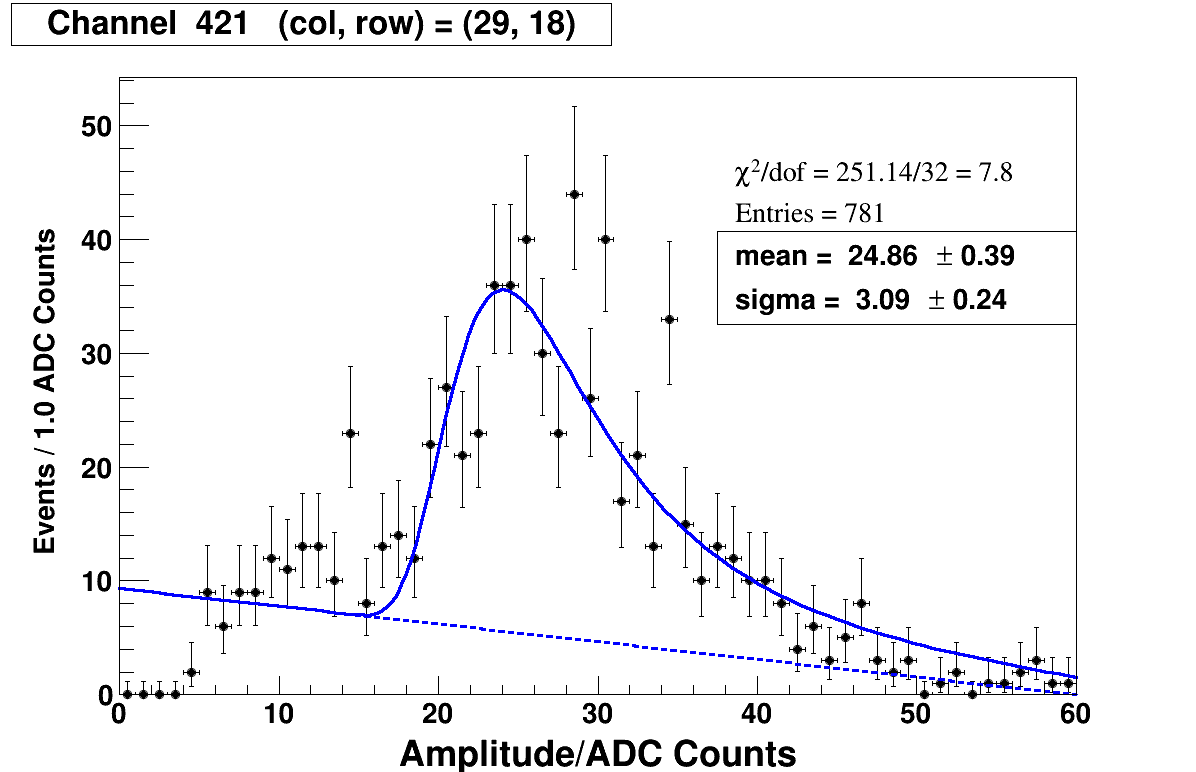 Channel 421 (col, row) = (29, 18)
χ²/dof = 251.14/32 = 7.8
Entries = 781
mean = 24.86 ± 0.39
sigma = 3.09 ± 0.24
Events / 1.0 ADC Counts
50
40
30
20
10
0
0 10 20 30 40 50 60
Amplitude/ADC Counts